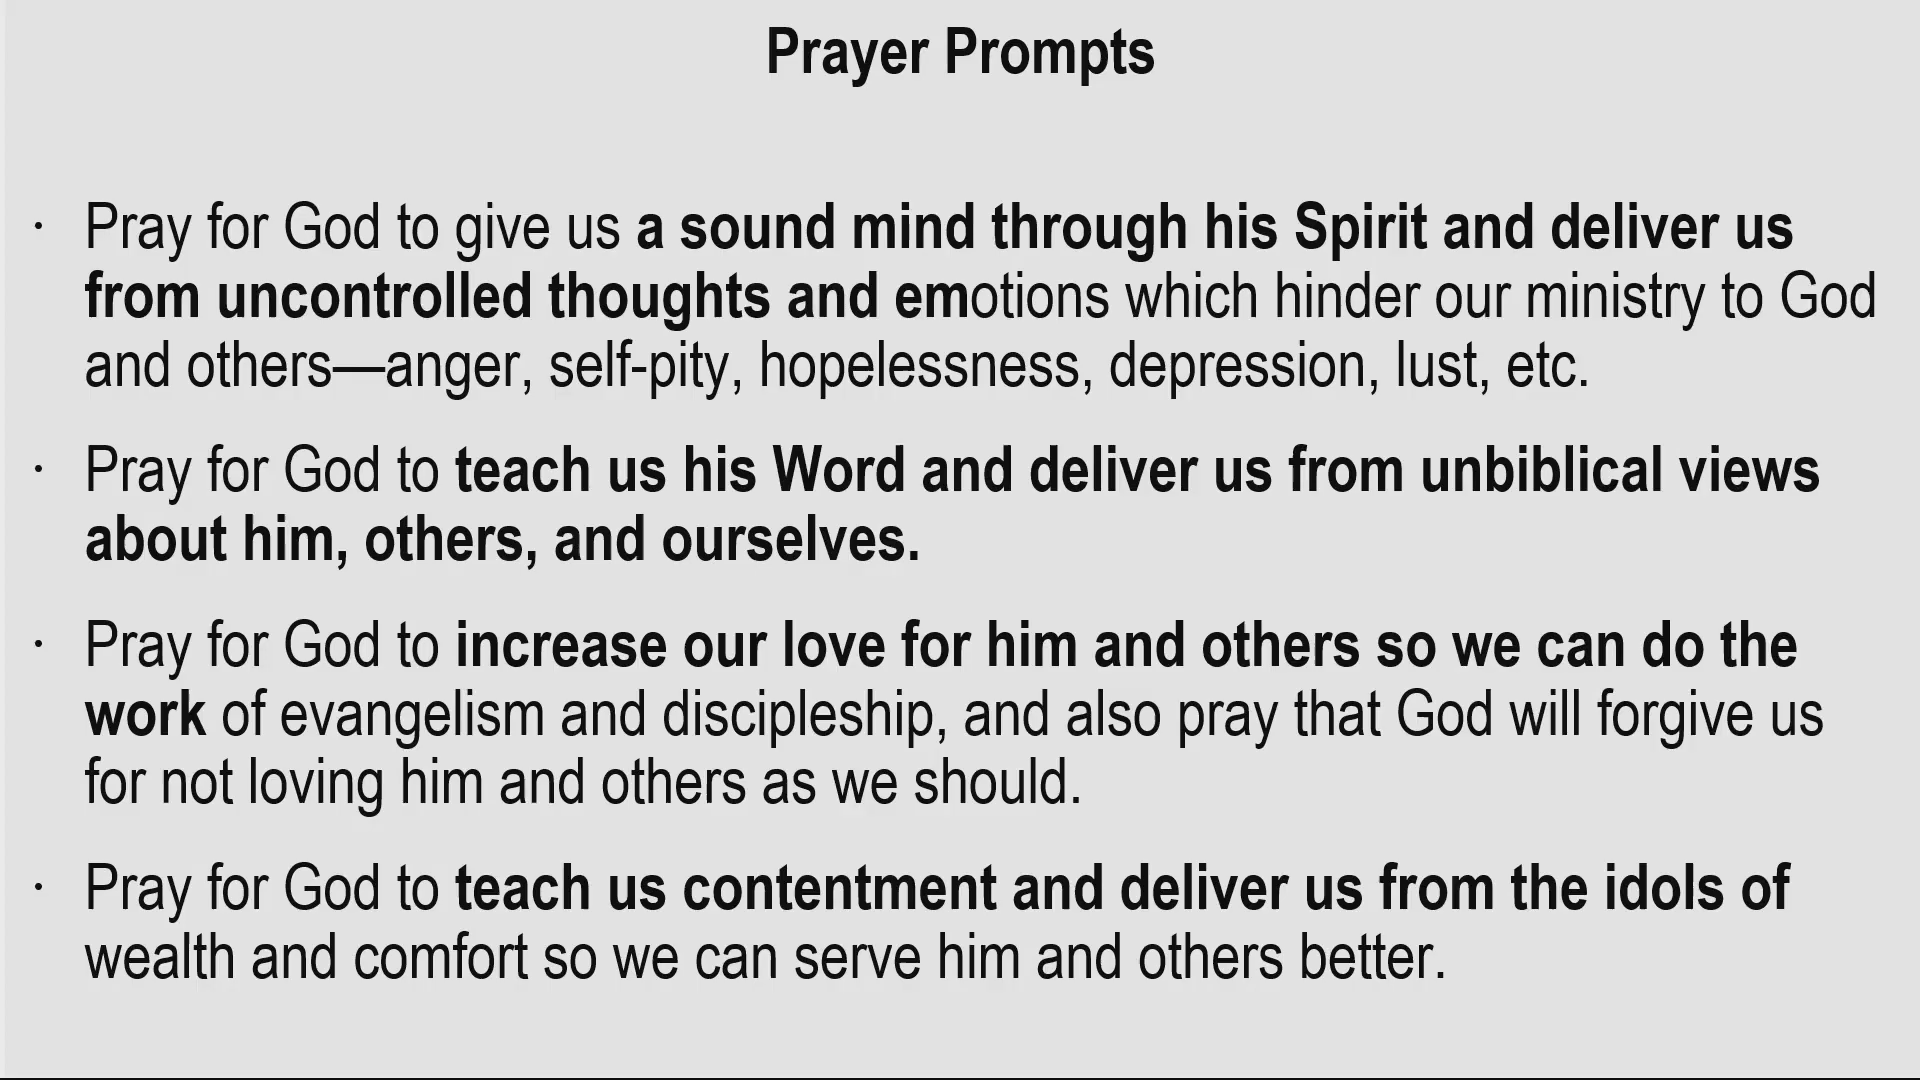 Prayer Prompts
· Pray for God to give us a sound mind through his Spirit and deliver us
from uncontrolled thoughts and emotions which hinder our ministry to God
and others—anger, self-pity, hopelessness, depression, lust, etc.
· Pray for God to teach us his Word and deliver us from unbiblical views
about him, others, and ourselves.
· Pray for God to increase our love for him and others so we can do the
work of evangelism and discipleship, and also pray that God will forgive us
for not loving him and others as we should.
· Pray for God to teach us contentment and deliver us from the idols of
wealth and comfort so we can serve him and others better.